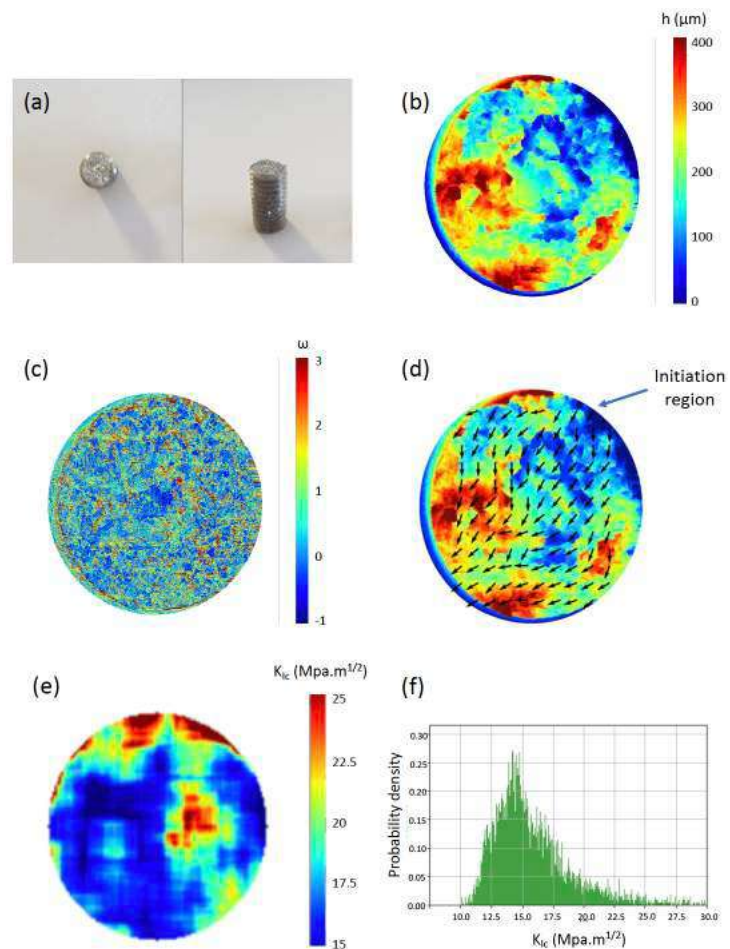 h (μm)
(a)
(b)
400
300
200
100
0
(c)
ω
3
2
1
0
-1
(d)
Initiation
region
(e)
K_Ic (Mpa.m^1/2)
25
22.5
20
17.5
15
(f)
Probability density
0.30
0.25
0.20
0.15
0.10
0.05
0.00
10.0 12.5 15.0 17.5 20.0 22.5 25.0 27.5 30.0
K_Ic (Mpa.m^1/2)